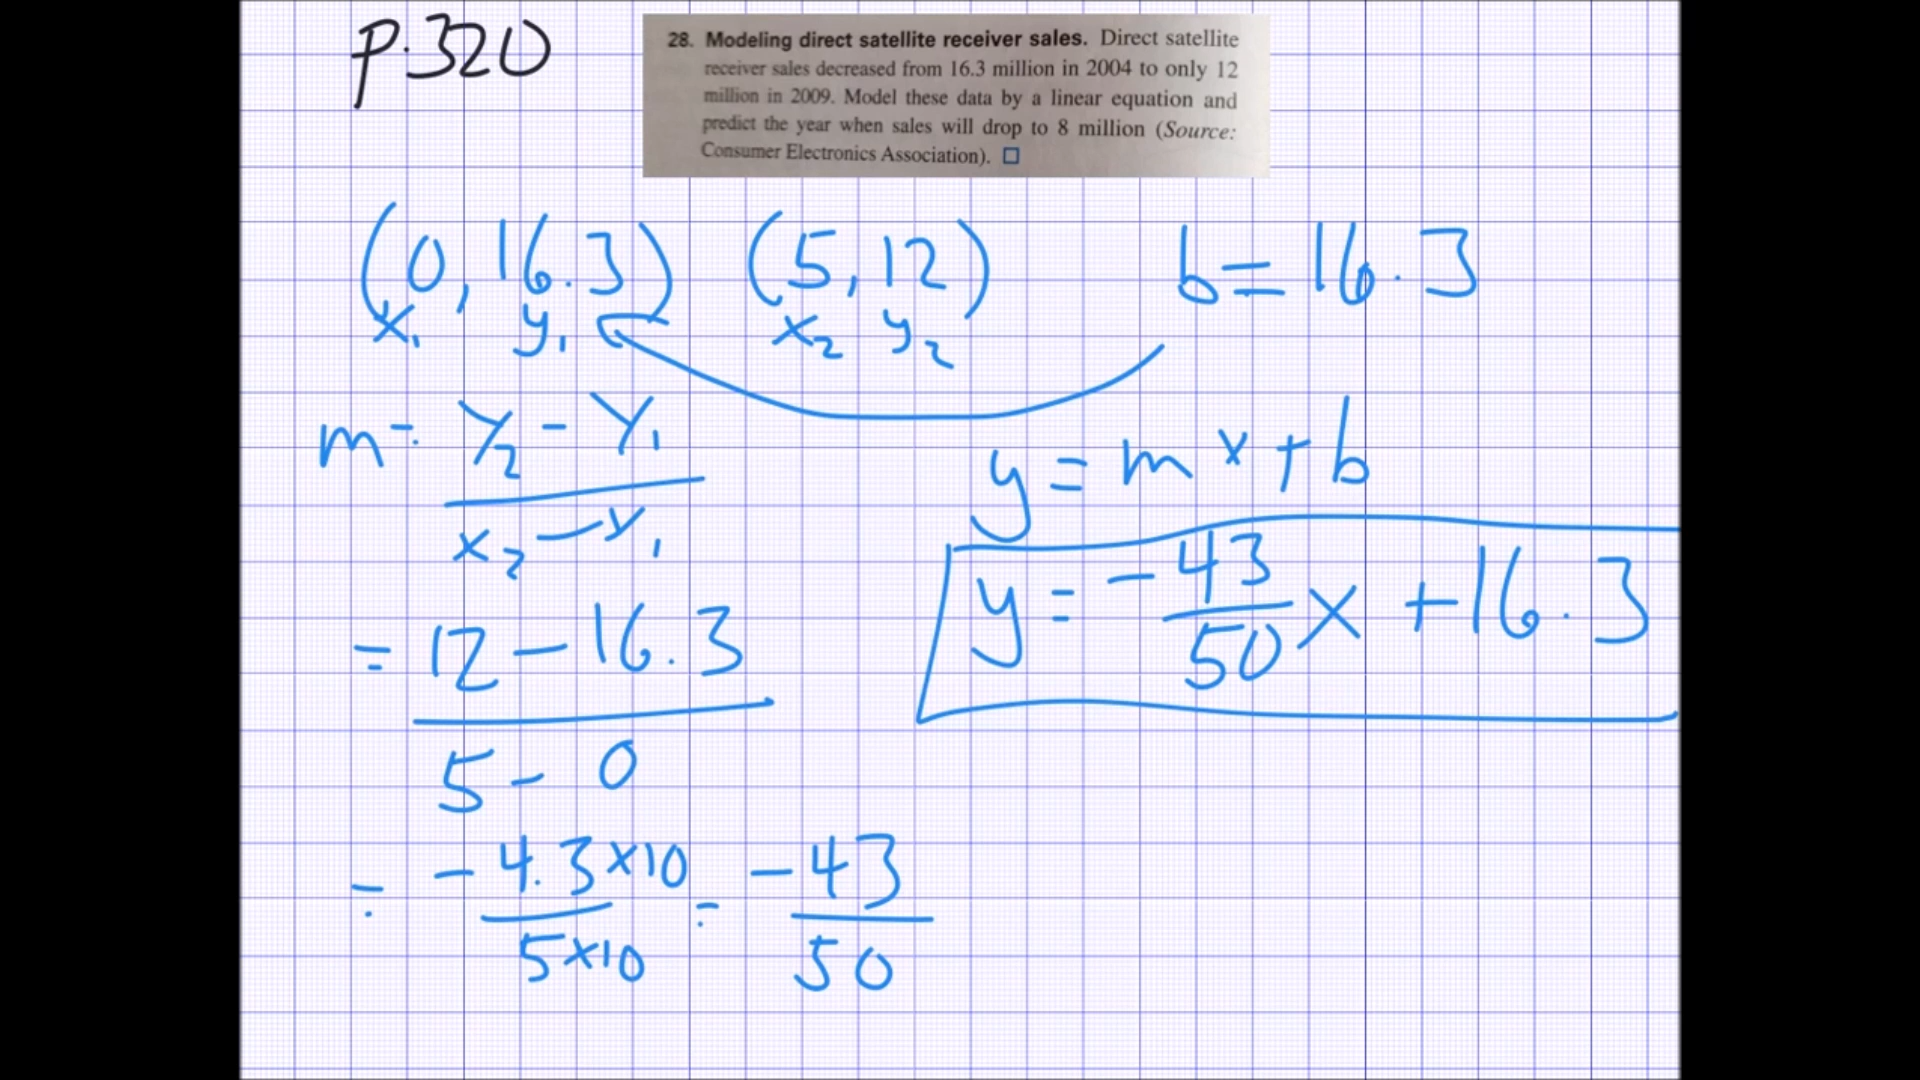 p.320
28. Modeling direct satellite receiver sales. Direct satellite
receiver sales decreased from 16.3 million in 2004 to only 12
million in 2009. Model these data by a linear equation and
predict the year when sales will drop to 8 million (Source:
Consumer Electronics Association).
(0, 16.3) (5, 12) b = 16.3
x₁ y₁ x₂ y₂
m = y₂ - y₁
x₂ - x₁
y = mx + b
y = -43/50 x + 16.3
= 12 - 16.3
5 - 0
= -4.3 x 10 = -43
5 x 10 50